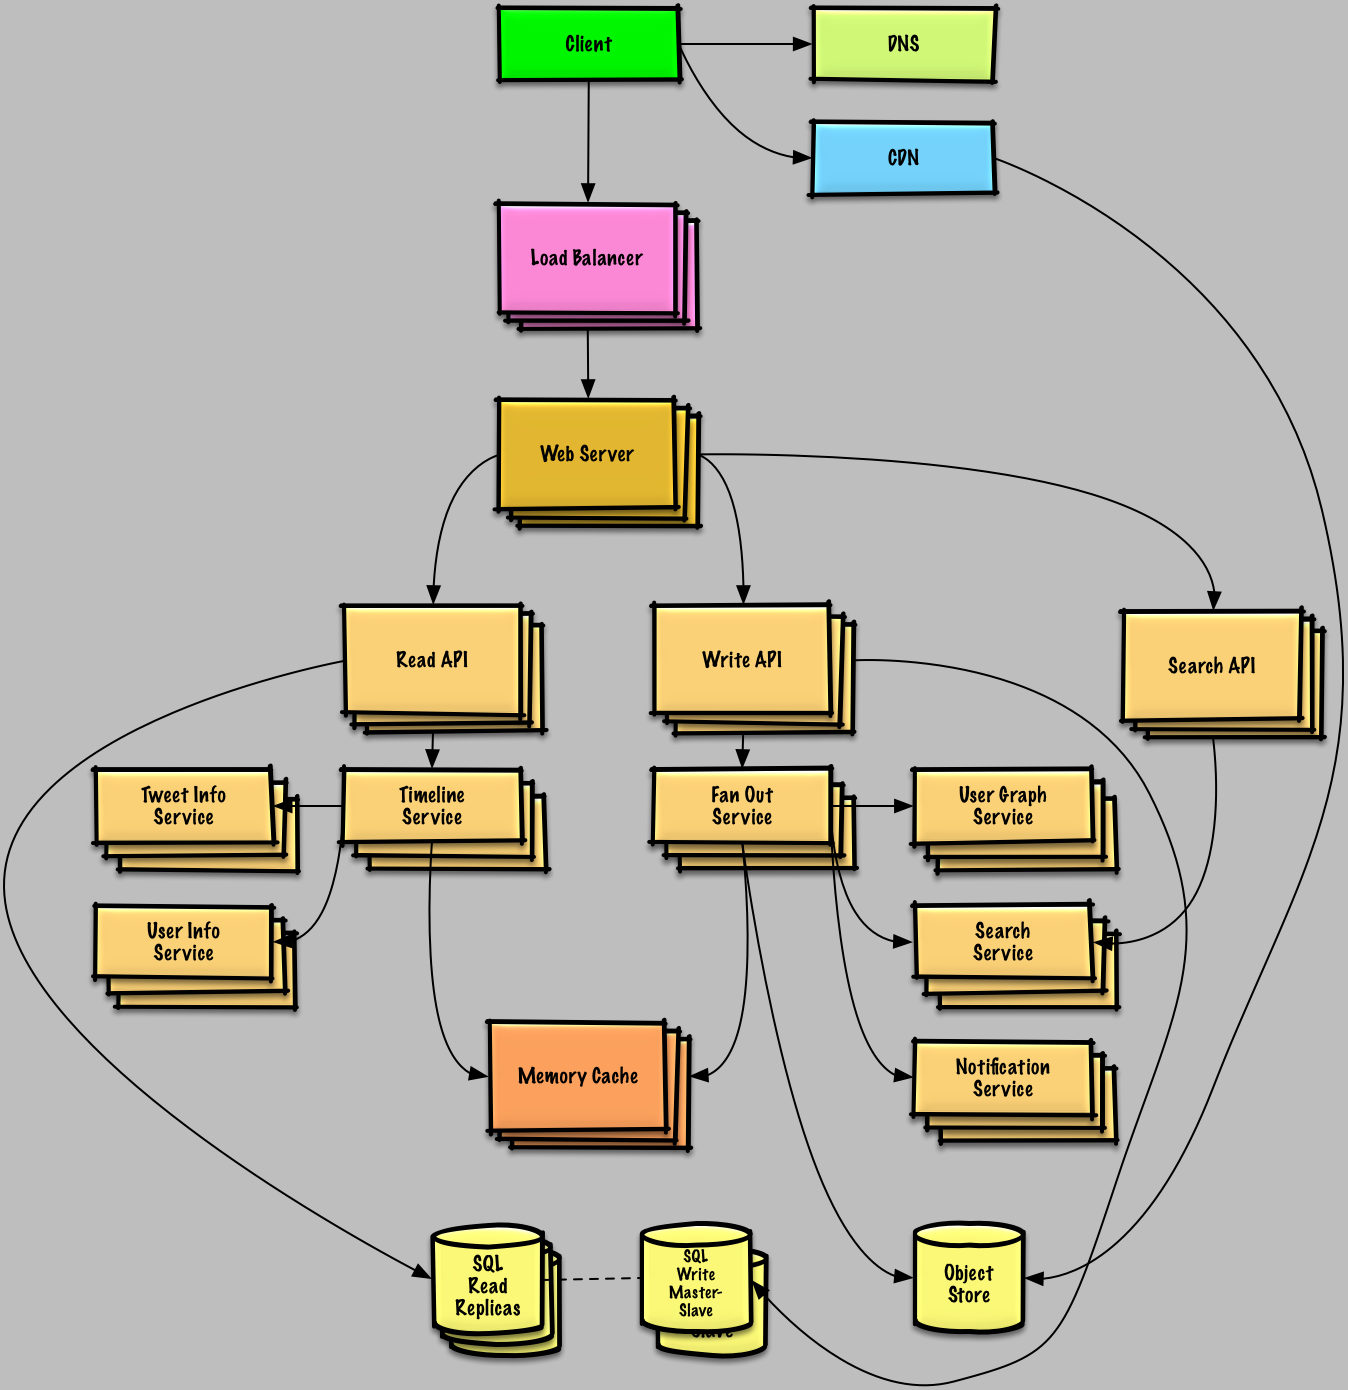 Client
DNS
CDN
Load Balancer
Web Server
Read API
Write API
Search API
Tweet Info
Service
Timeline
Service
Fan Out
Service
User Graph
Service
User Info
Service
Search
Service
Memory Cache
Notification
Service
SQL
Read
Replicas
SQL
Write
Master-
Slave
Slave
Object
Store